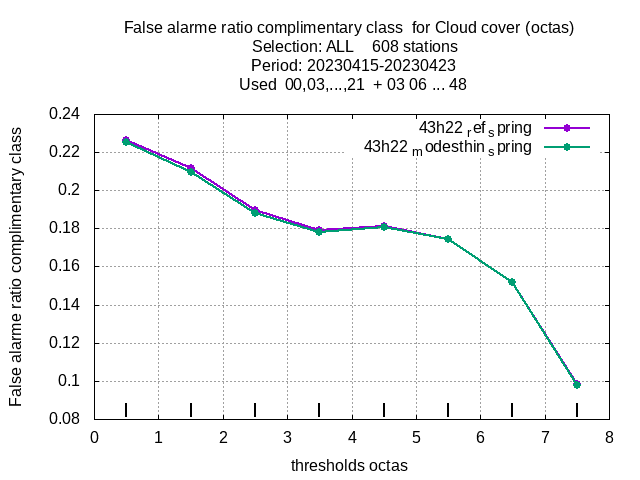 False alarme ratio complimentary class  for Cloud cover (octas)
Selection: ALL    608 stations
Period: 20230415-20230423
Used  00,03,...,21  + 03 06 ... 48
43h22 ref spring
43h22 modesthin spring
False alarme ratio complimentary class
0.24
0.22
0.2
0.18
0.16
0.14
0.12
0.1
0.08
0 1 2 3 4 5 6 7 8
thresholds octas